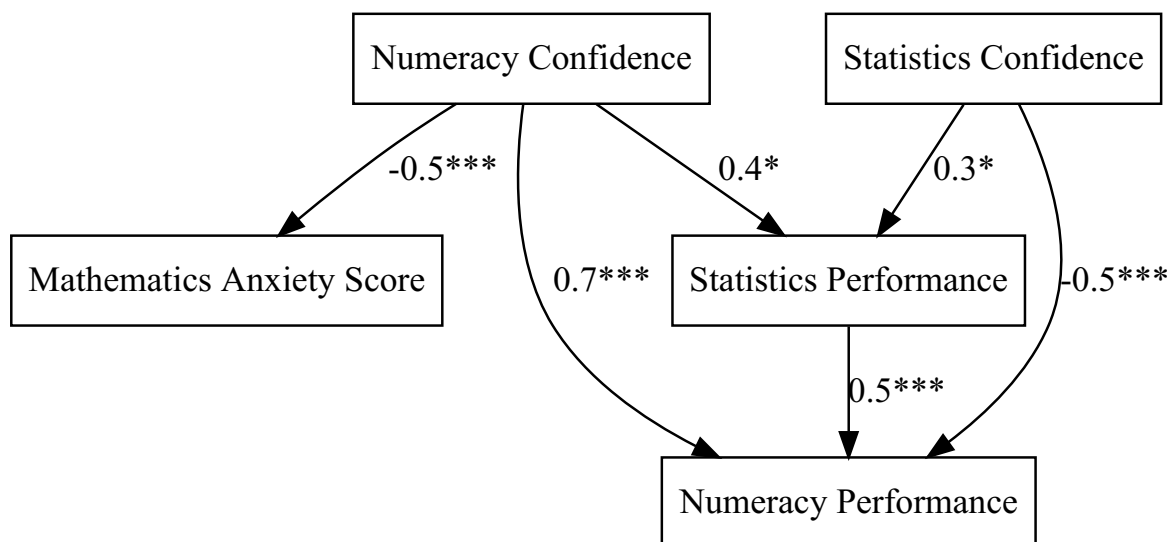 Numeracy Confidence
Statistics Confidence
-0.5***
0.4*
0.3*
Mathematics Anxiety Score
0.7***
Statistics Performance
-0.5***
0.5***
Numeracy Performance